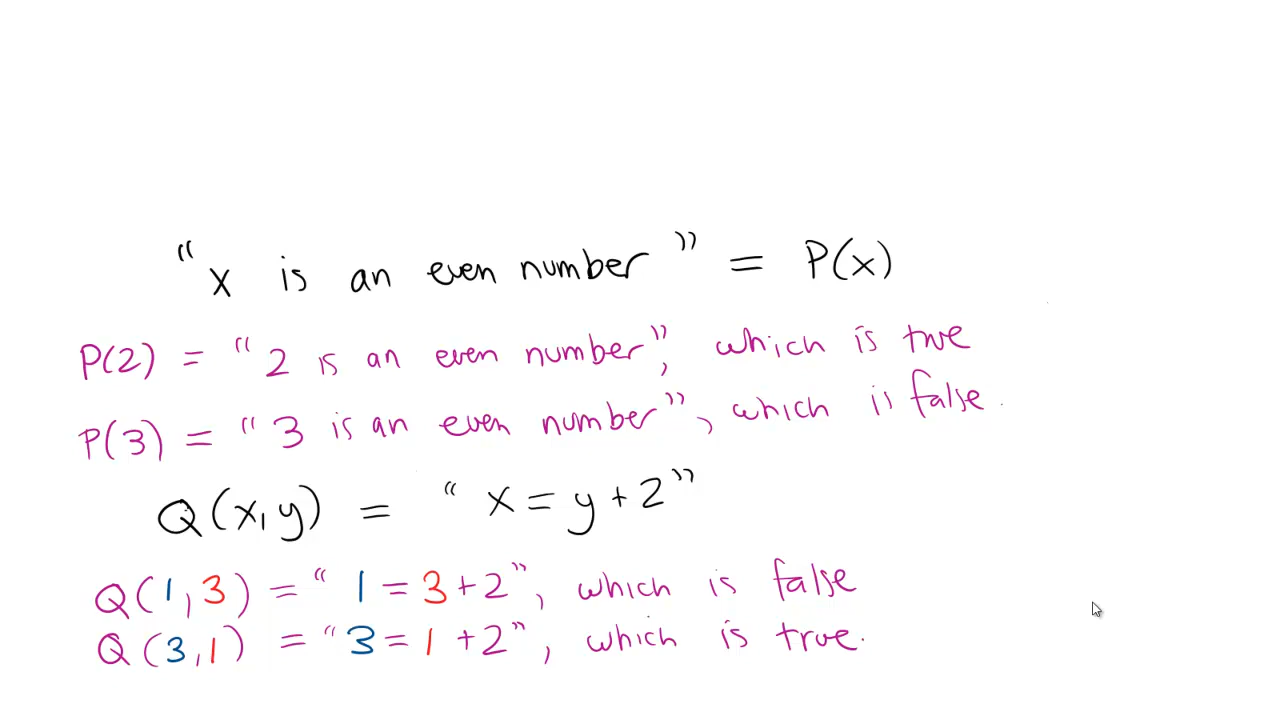 “x is an even number” = P(x)
P(2) = “2 is an even number”, which is true
P(3) = “3 is an even number”, which is false.
Q(x,y) = “x = y + 2”
Q(1,3) = “1 = 3 + 2”, which is false
Q(3,1) = “3 = 1 + 2”, which is true.